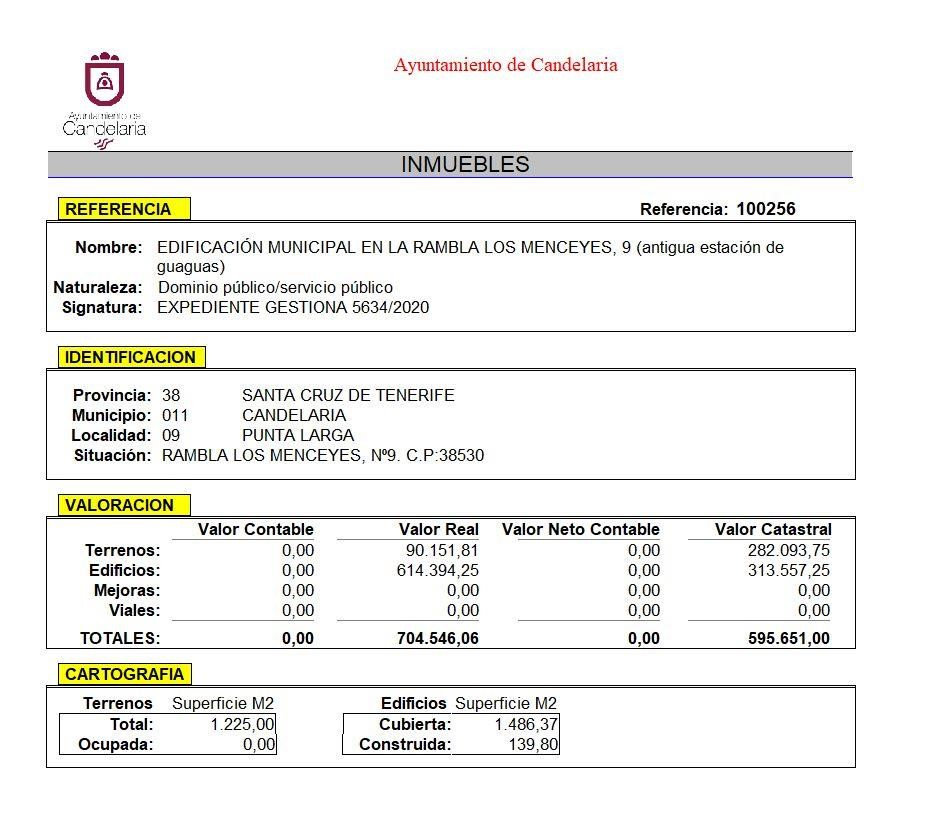 Ayuntamiento de Candelaria
Ayuntamiento de
Candelaria
INMUEBLES
REFERENCIA Referencia: 100256
Nombre: EDIFICACIÓN MUNICIPAL EN LA RAMBLA LOS MENCEYES, 9 (antigua estación de
guaguas)
Naturaleza: Dominio público/servicio público
Signatura: EXPEDIENTE GESTIONA 5634/2020
IDENTIFICACION
Provincia: 38 SANTA CRUZ DE TENERIFE
Municipio: 011 CANDELARIA
Localidad: 09 PUNTA LARGA
Situación: RAMBLA LOS MENCEYES, Nº9. C.P:38530
VALORACION
Valor Contable Valor Real Valor Neto Contable Valor Catastral
Terrenos: 0,00 90.151,81 0,00 282.093,75
Edificios: 0,00 614.394,25 0,00 313.557,25
Mejoras: 0,00 0,00 0,00 0,00
Viales: 0,00 0,00 0,00 0,00
TOTALES: 0,00 704.546,06 0,00 595.651,00
CARTOGRAFIA
Terrenos Superficie M2 Edificios Superficie M2
Total: 1.225,00 Cubierta: 1.486,37
Ocupada: 0,00 Construida: 139,80